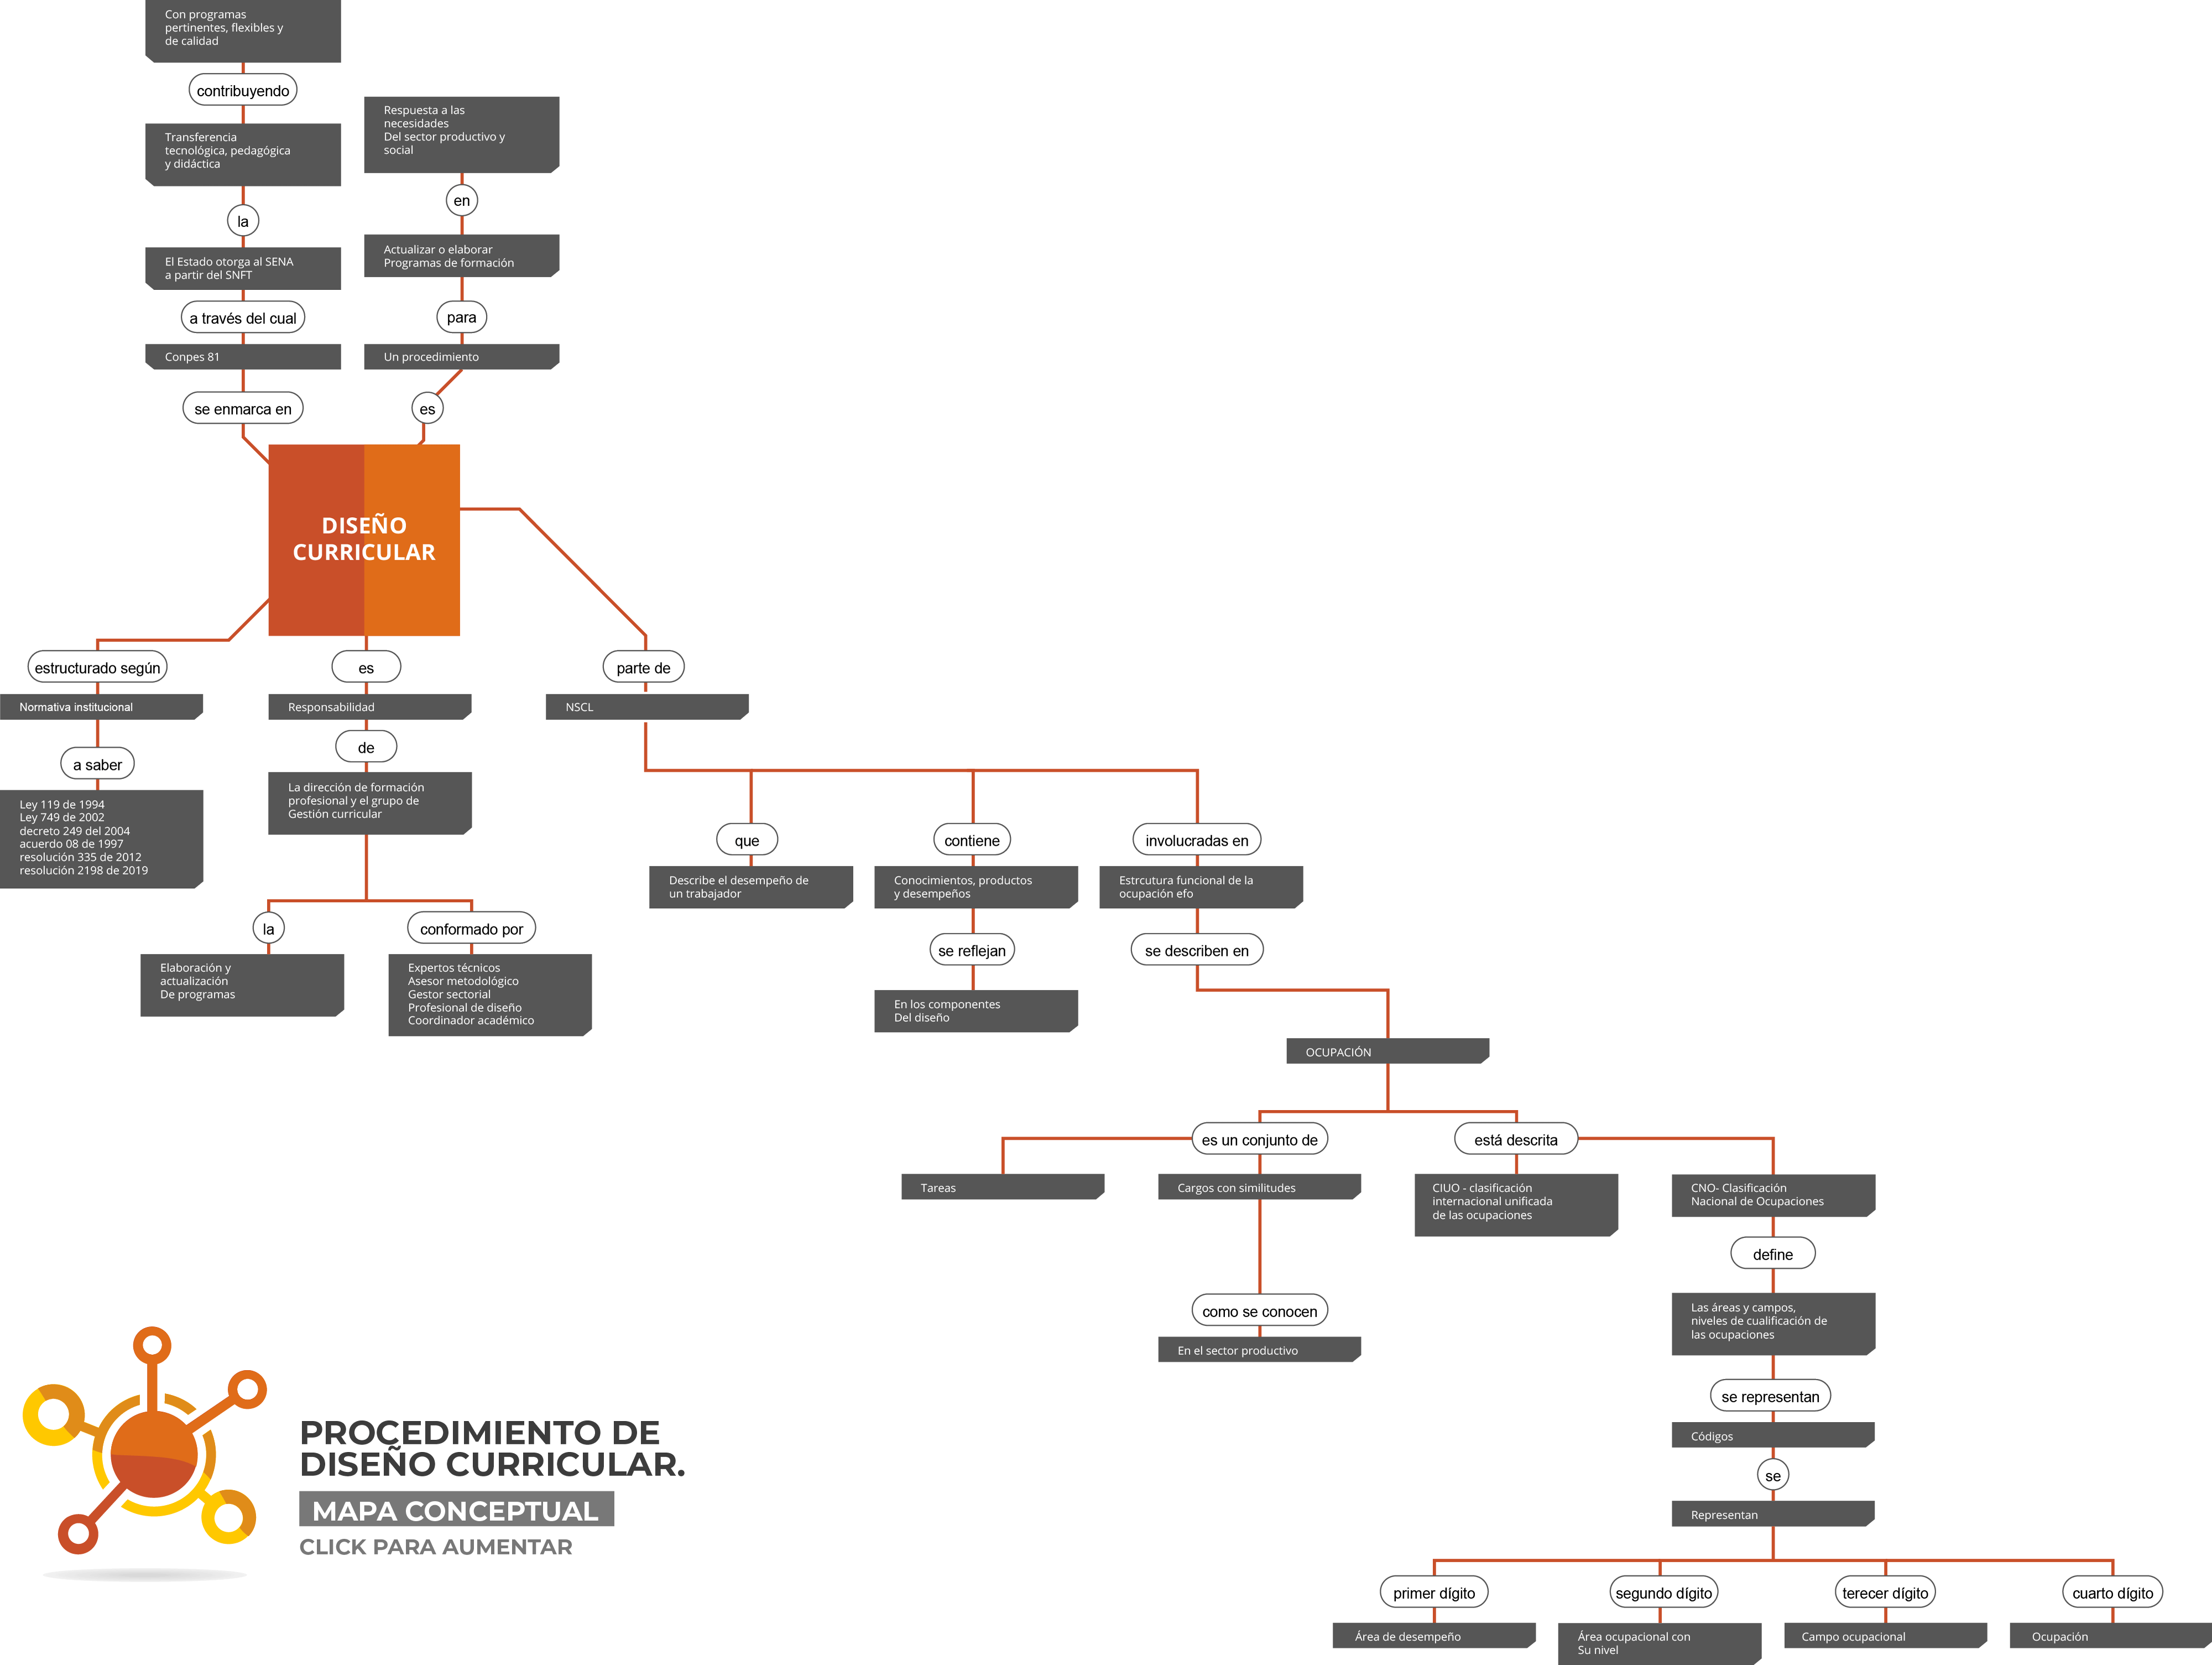 Con programas
pertinentes, flexibles y
de calidad
contribuyendo
Transferencia
tecnológica, pedagógica
y didáctica
la
El Estado otorga al SENA
a partir del SNFT
a través del cual
Conpes 81
se enmarca en
Respuesta a las
necesidades
Del sector productivo y
social
en
Actualizar o elaborar
Programas de formación
para
Un procedimiento
es
DISEÑO
CURRICULAR
estructurado según
Normativa institucional
a saber
Ley 119 de 1994
Ley 749 de 2002
decreto 249 del 2004
acuerdo 08 de 1997
resolución 335 de 2012
resolución 2198 de 2019
es
Responsabilidad
de
La dirección de formación
profesional y el grupo de
Gestión curricular
la
Elaboración y
actualización
De programas
conformado por
Expertos técnicos
Asesor metodológico
Gestor sectorial
Profesional de diseño
Coordinador académico
parte de
NSCL
que
Describe el desempeño de
un trabajador
contiene
Conocimientos, productos
y desempeños
se reflejan
En los componentes
Del diseño
involucradas en
Estrcutura funcional de la
ocupación efo
se describen en
OCUPACIÓN
es un conjunto de
Tareas
Cargos con similitudes
como se conocen
En el sector productivo
está descrita
CIUO - clasificación
internacional unificada
de las ocupaciones
CNO- Clasificación
Nacional de Ocupaciones
define
Las áreas y campos,
niveles de cualificación de
las ocupaciones
se representan
Códigos
se
Representan
primer dígito
Área de desempeño
segundo dígito
Área ocupacional con
Su nivel
terecer dígito
Campo ocupacional
cuarto dígito
Ocupación
PROCEDIMIENTO DE
DISEÑO CURRICULAR.
MAPA CONCEPTUAL
CLICK PARA AUMENTAR